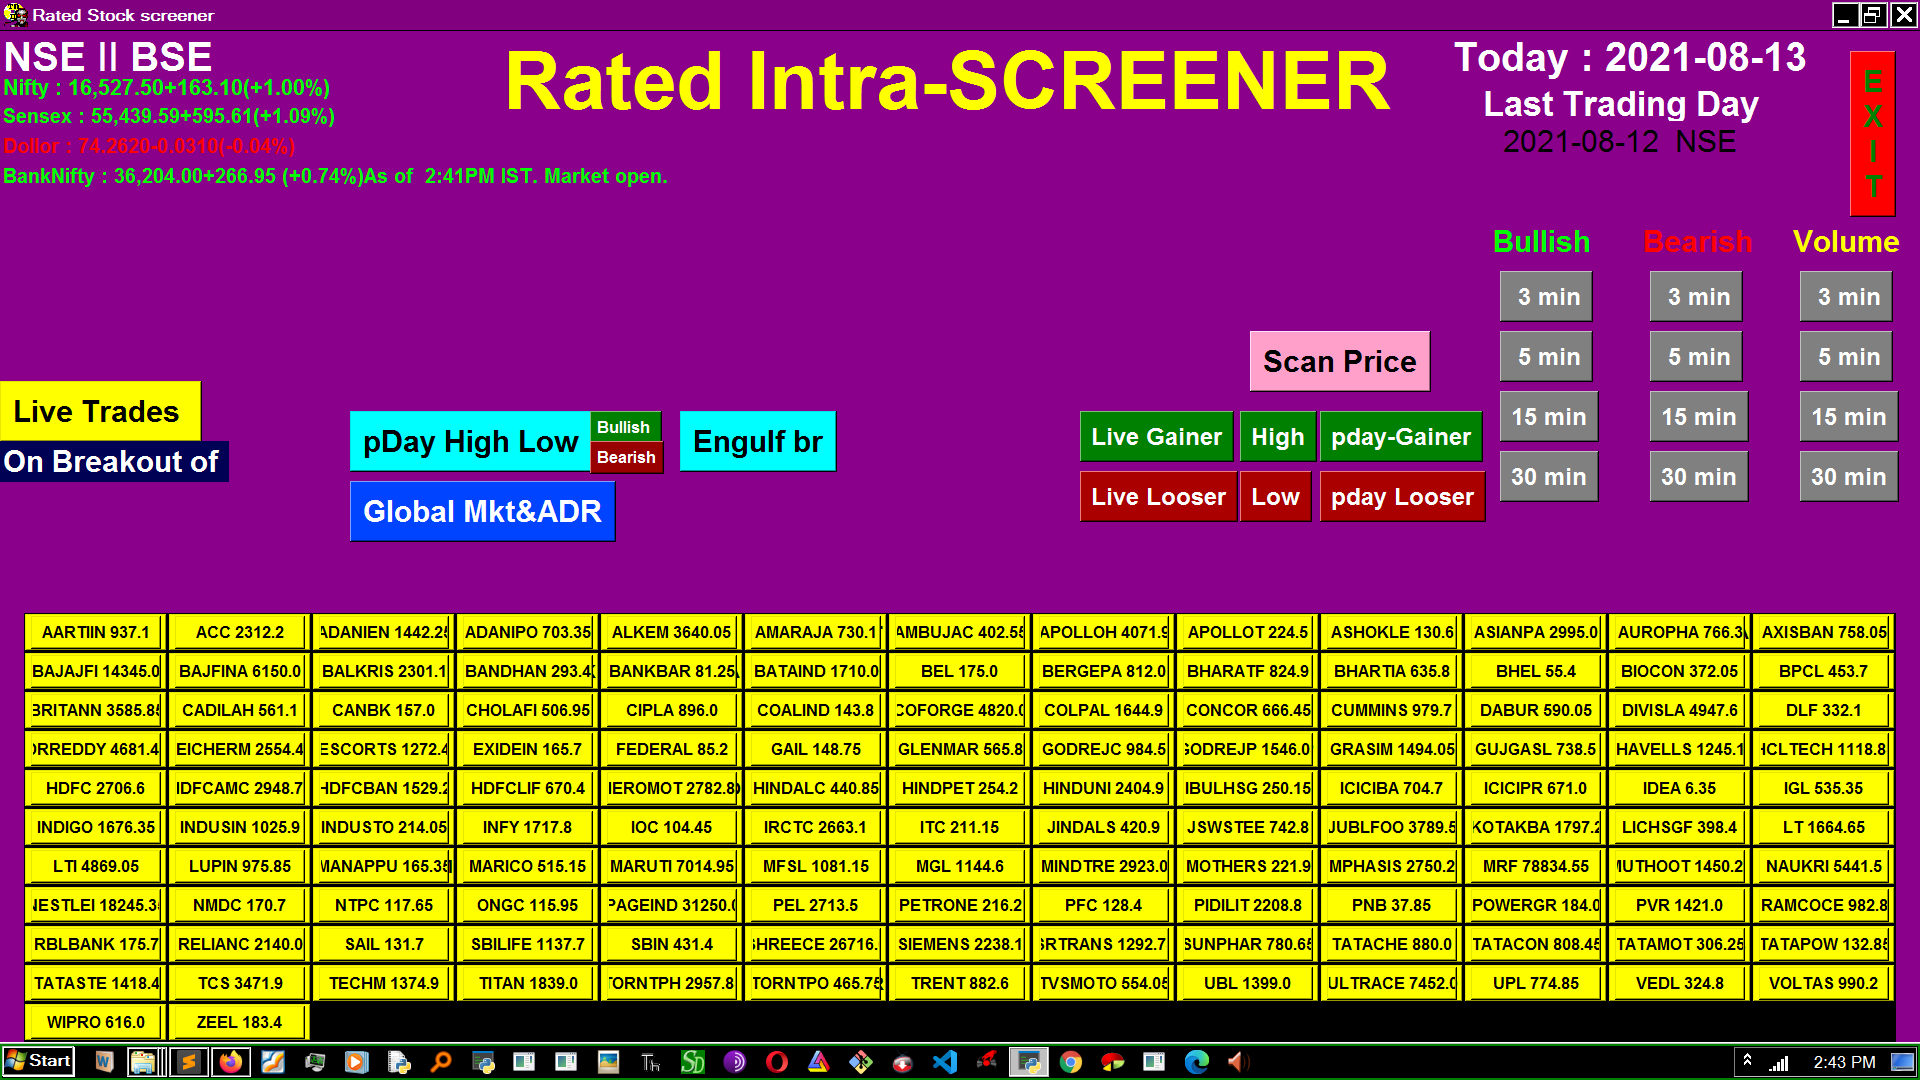 Rated Stock screener
NSE || BSE
Nifty : 16,527.50+163.10(+1.00%)
Sensex : 55,439.59+595.61(+1.09%)
Dollor : 74.2620-0.0310(-0.04%)
BankNifty : 36,204.00+266.95 (+0.74%)As of  2:41PM IST. Market open.
Rated Intra-SCREENER
Today : 2021-08-13
Last Trading Day
2021-08-12  NSE
EXIT
Bullish Bearish Volume
3 min 3 min 3 min
5 min 5 min 5 min
15 min 15 min 15 min
30 min 30 min 30 min
Scan Price
Live Trades
On Breakout of
pDay High Low
Bullish
Bearish
Engulf br
Global Mkt&ADR
Live Gainer High pday-Gainer
Live Looser Low pday Looser
AARTIIN 937.1 ACC 2312.2 ADANIEN 1442.25 ADANIPO 703.35 ALKEM 3640.05 AMARAJA 730.1 AMBUJAC 402.55 APOLLOH 4071.9 APOLLOT 224.5 ASHOKLE 130.6 ASIANPA 2995.0 AUROPHA 766.3 AXISBAN 758.05
BAJAJFI 14345.0 BAJFINA 6150.0 BALKRIS 2301.1 BANDHAN 293.4 BANKBAR 81.25 BATAIND 1710.0 BEL 175.0 BERGEPA 812.0 BHARATF 824.9 BHARTIA 635.8 BHEL 55.4 BIOCON 372.05 BPCL 453.7
BRITANN 3585.85 CADILAH 561.1 CANBK 157.0 CHOLAFI 506.95 CIPLA 896.0 COALIND 143.8 COFORGE 4820.0 COLPAL 1644.9 CONCOR 666.45 CUMMINS 979.7 DABUR 590.05 DIVISLA 4947.6 DLF 332.1
RREDDY 4681.4 EICHERM 2554.4 ESCORTS 1272.4 EXIDEIN 165.7 FEDERAL 85.2 GAIL 148.75 GLENMAR 565.8 GODREJC 984.5 GODREJP 1546.0 GRASIM 1494.05 GUJGASL 738.5 HAVELLS 1245.1 HCLTECH 1118.8
HDFC 2706.6 IDFCAMC 2948.7 HDFCBAN 1529.2 HDFCLIF 670.4 EROMOT 2782.8 HINDALC 440.85 HINDPET 254.2 HINDUNI 2404.9 IBULHSG 250.15 ICICIBA 704.7 ICICIPR 671.0 IDEA 6.35 IGL 535.35
INDIGO 1676.35 INDUSIN 1025.9 INDUSTO 214.05 INFY 1717.8 IOC 104.45 IRCTC 2663.1 ITC 211.15 JINDALS 420.9 JSWSTEE 742.8 JUBLFOO 3789.5 KOTAKBA 1797.2 LICHSGF 398.4 LT 1664.65
LTI 4869.05 LUPIN 975.85 MANAPPU 165.35 MARICO 515.15 MARUTI 7014.95 MFSL 1081.15 MGL 1144.6 MINDTRE 2923.0 MOTHERS 221.9 MPHASIS 2750.2 MRF 78834.55 MUTHOOT 1450.2 NAUKRI 5441.5
NESTLEI 18245.3 NMDC 170.7 NTPC 117.65 ONGC 115.95 PAGEIND 31250.0 PEL 2713.5 PETRONE 216.2 PFC 128.4 PIDILIT 2208.8 PNB 37.85 POWERGR 184.0 PVR 1421.0 RAMCOCE 982.8
RBLBANK 175.7 RELIANC 2140.0 SAIL 131.7 SBILIFE 1137.7 SBIN 431.4 SHREECE 26716. SIEMENS 2238.1 SRTRANS 1292.7 SUNPHAR 780.65 TATACHE 880.0 TATACON 808.45 TATAMOT 306.25 TATAPOW 132.85
TATASTE 1418.4 TCS 3471.9 TECHM 1374.9 TITAN 1839.0 TORNTPH 2957.8 TORNTPO 465.75 TRENT 882.6 TVSMOTO 554.05 UBL 1399.0 ULTRACE 7452.0 UPL 774.85 VEDL 324.8 VOLTAS 990.2
WIPRO 616.0 ZEEL 183.4
Start 2:43 PM